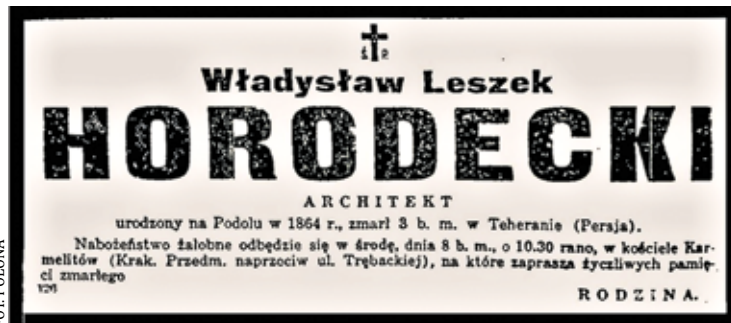 Ś P
Władysław Leszek
HORODECKI
ARCHITEKT
urodzony na Podolu w 1864 r., zmarł 3 b. m. w Teheranie (Persja).
Nabożeństwo żałobne odbędzie się w środę, dnia 8 b. m., o 10.30 rano, w kościele Kar-
melitów (Krak. Przedm. naprzeciw ul. Trębackiej), na które zaprasza życzliwych pamię-
ci zmarłego
126
RODZINA.
POLONA